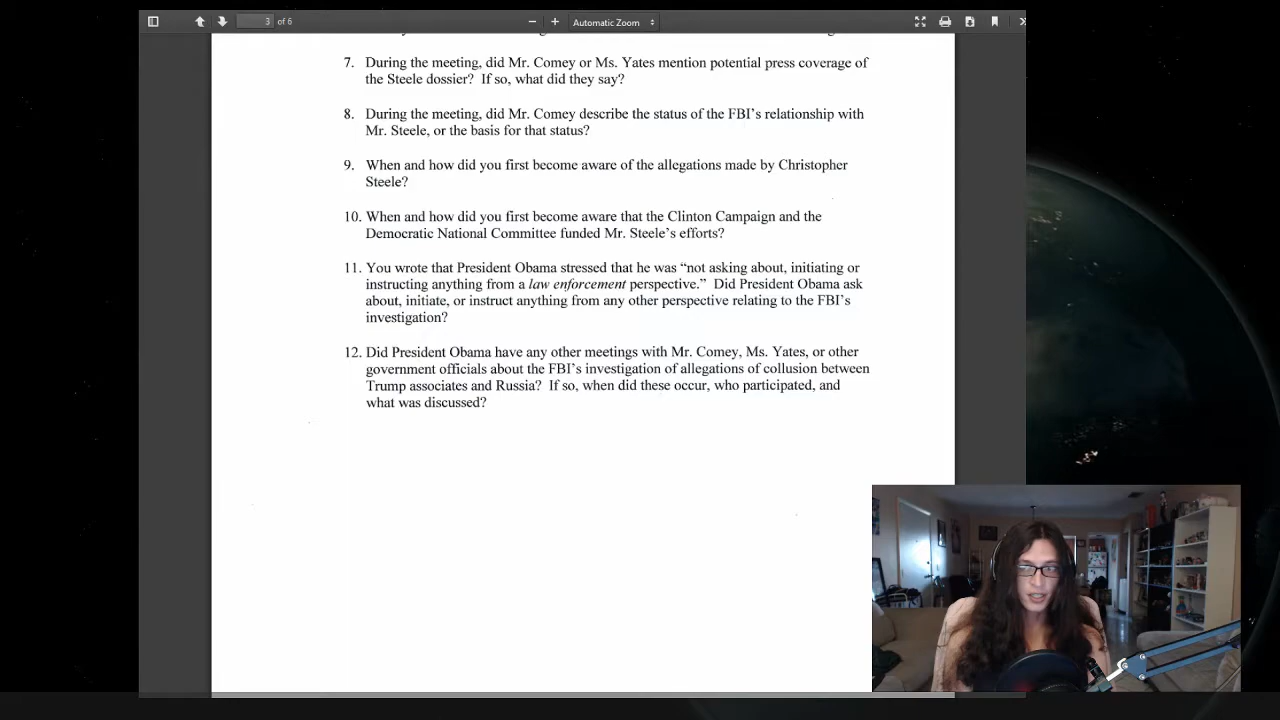 3 of 6
Automatic Zoom
7. During the meeting, did Mr. Comey or Ms. Yates mention potential press coverage of
the Steele dossier? If so, what did they say?
8. During the meeting, did Mr. Comey describe the status of the FBI's relationship with
Mr. Steele, or the basis for that status?
9. When and how did you first become aware of the allegations made by Christopher
Steele?
10. When and how did you first become aware that the Clinton Campaign and the
Democratic National Committee funded Mr. Steele's efforts?
11. You wrote that President Obama stressed that he was “not asking about, initiating or
instructing anything from a law enforcement perspective.” Did President Obama ask
about, initiate, or instruct anything from any other perspective relating to the FBI's
investigation?
12. Did President Obama have any other meetings with Mr. Comey, Ms. Yates, or other
government officials about the FBI's investigation of allegations of collusion between
Trump associates and Russia? If so, when did these occur, who participated, and
what was discussed?